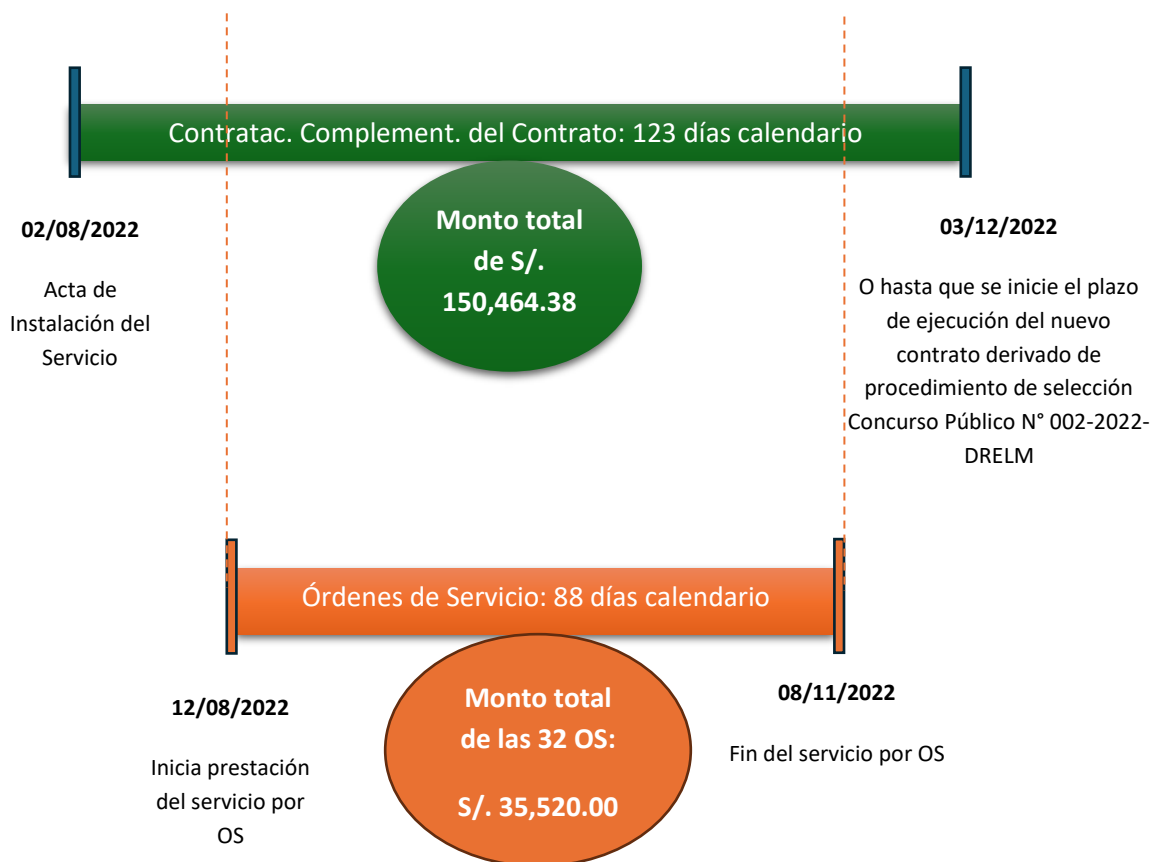 Contratac. Complement. del Contrato: 123 días calendario
Monto total
de S/.
150,464.38
02/08/2022
Acta de
Instalación del
Servicio
03/12/2022
O hasta que se inicie el plazo
de ejecución del nuevo
contrato derivado de
procedimiento de selección
Concurso Público N° 002-2022-
DRELM
Órdenes de Servicio: 88 días calendario
Monto total
de las 32 OS:
S/. 35,520.00
12/08/2022
Inicia prestación
del servicio por
OS
08/11/2022
Fin del servicio por OS